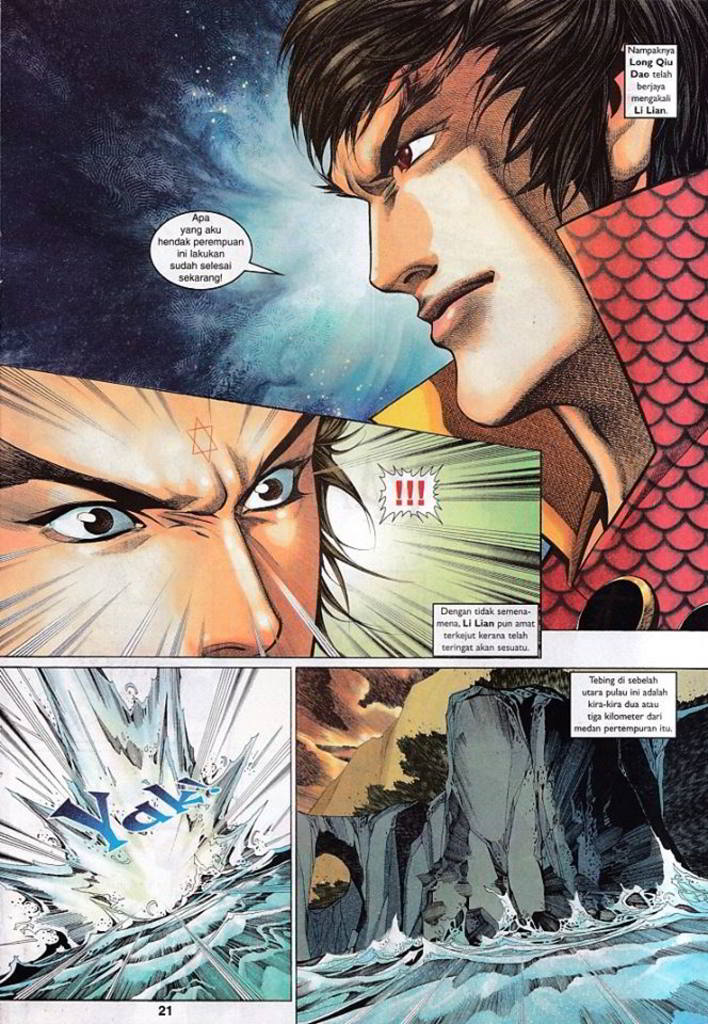 Nampaknya
Long Qiu
Dao telah
berjaya
mengakali
Li Lian.
Apa
yang aku
hendak perempuan
ini lakukan
sudah selesai
sekarang!
!!!
Dengan tidak semena-
mena, Li Lian pun amat
terkejut kerana telah
teringat akan sesuatu.
Yak!
Tebing di sebelah
utara pulau ini adalah
kira-kira dua atau
tiga kilometer dari
medan pertempuran itu.
21